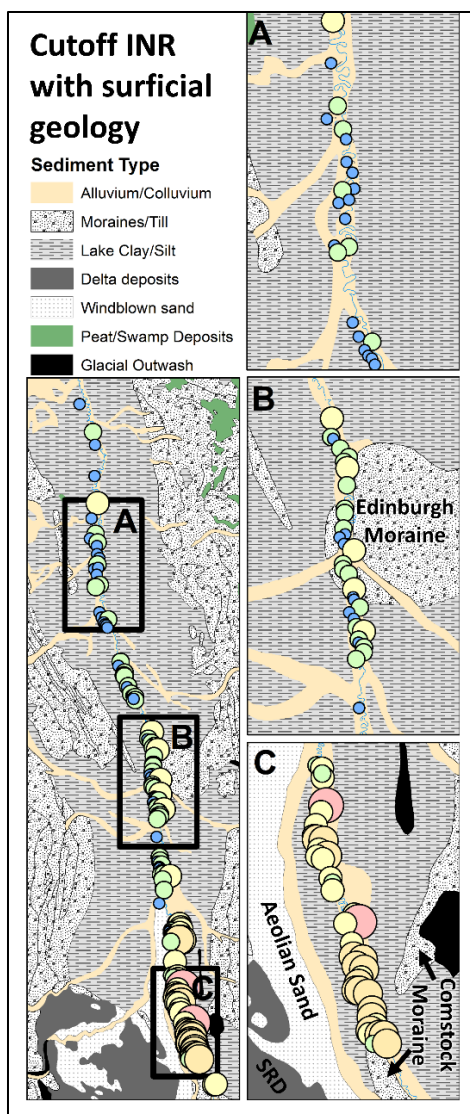 Cutoff INR
with surficial
geology
Sediment Type
Alluvium/Colluvium
Moraines/Till
Lake Clay/Silt
Delta deposits
Windblown sand
Peat/Swamp Deposits
Glacial Outwash
A
B
C
A
B
Edinburgh
Moraine
C
Aeolian Sand
SRD
Comstock
Moraine